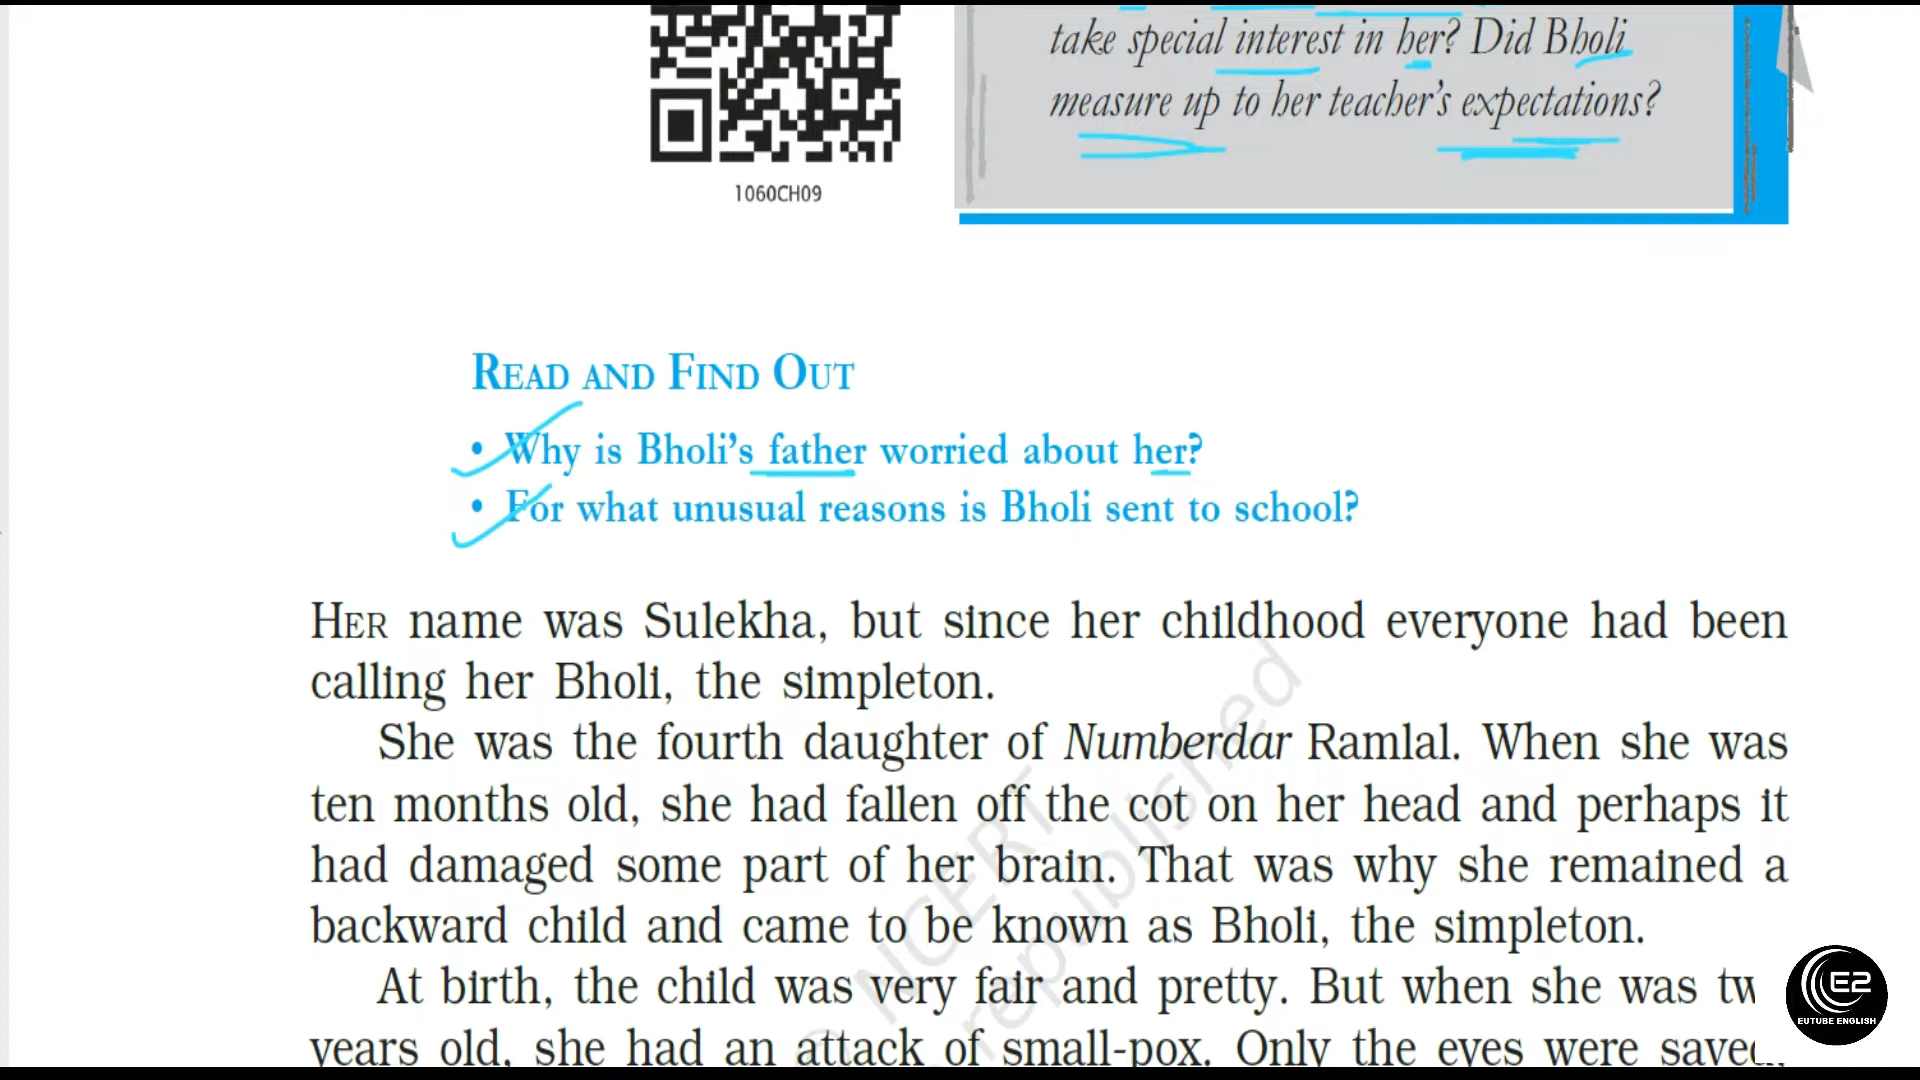 take special interest in her? Did Bholi
measure up to her teacher's expectations?
1060CH09
READ AND FIND OUT
• Why is Bholi's father worried about her?
• For what unusual reasons is Bholi sent to school?
HER name was Sulekha, but since her childhood everyone had been
calling her Bholi, the simpleton.
She was the fourth daughter of Numberdar Ramlal. When she was
ten months old, she had fallen off the cot on her head and perhaps it
had damaged some part of her brain. That was why she remained a
backward child and came to be known as Bholi, the simpleton.
At birth, the child was very fair and pretty. But when she was tw
years old, she had an attack of small-pox. Only the eyes were saved,
© NCERT
republished
E2
EUTUBE ENGLISH